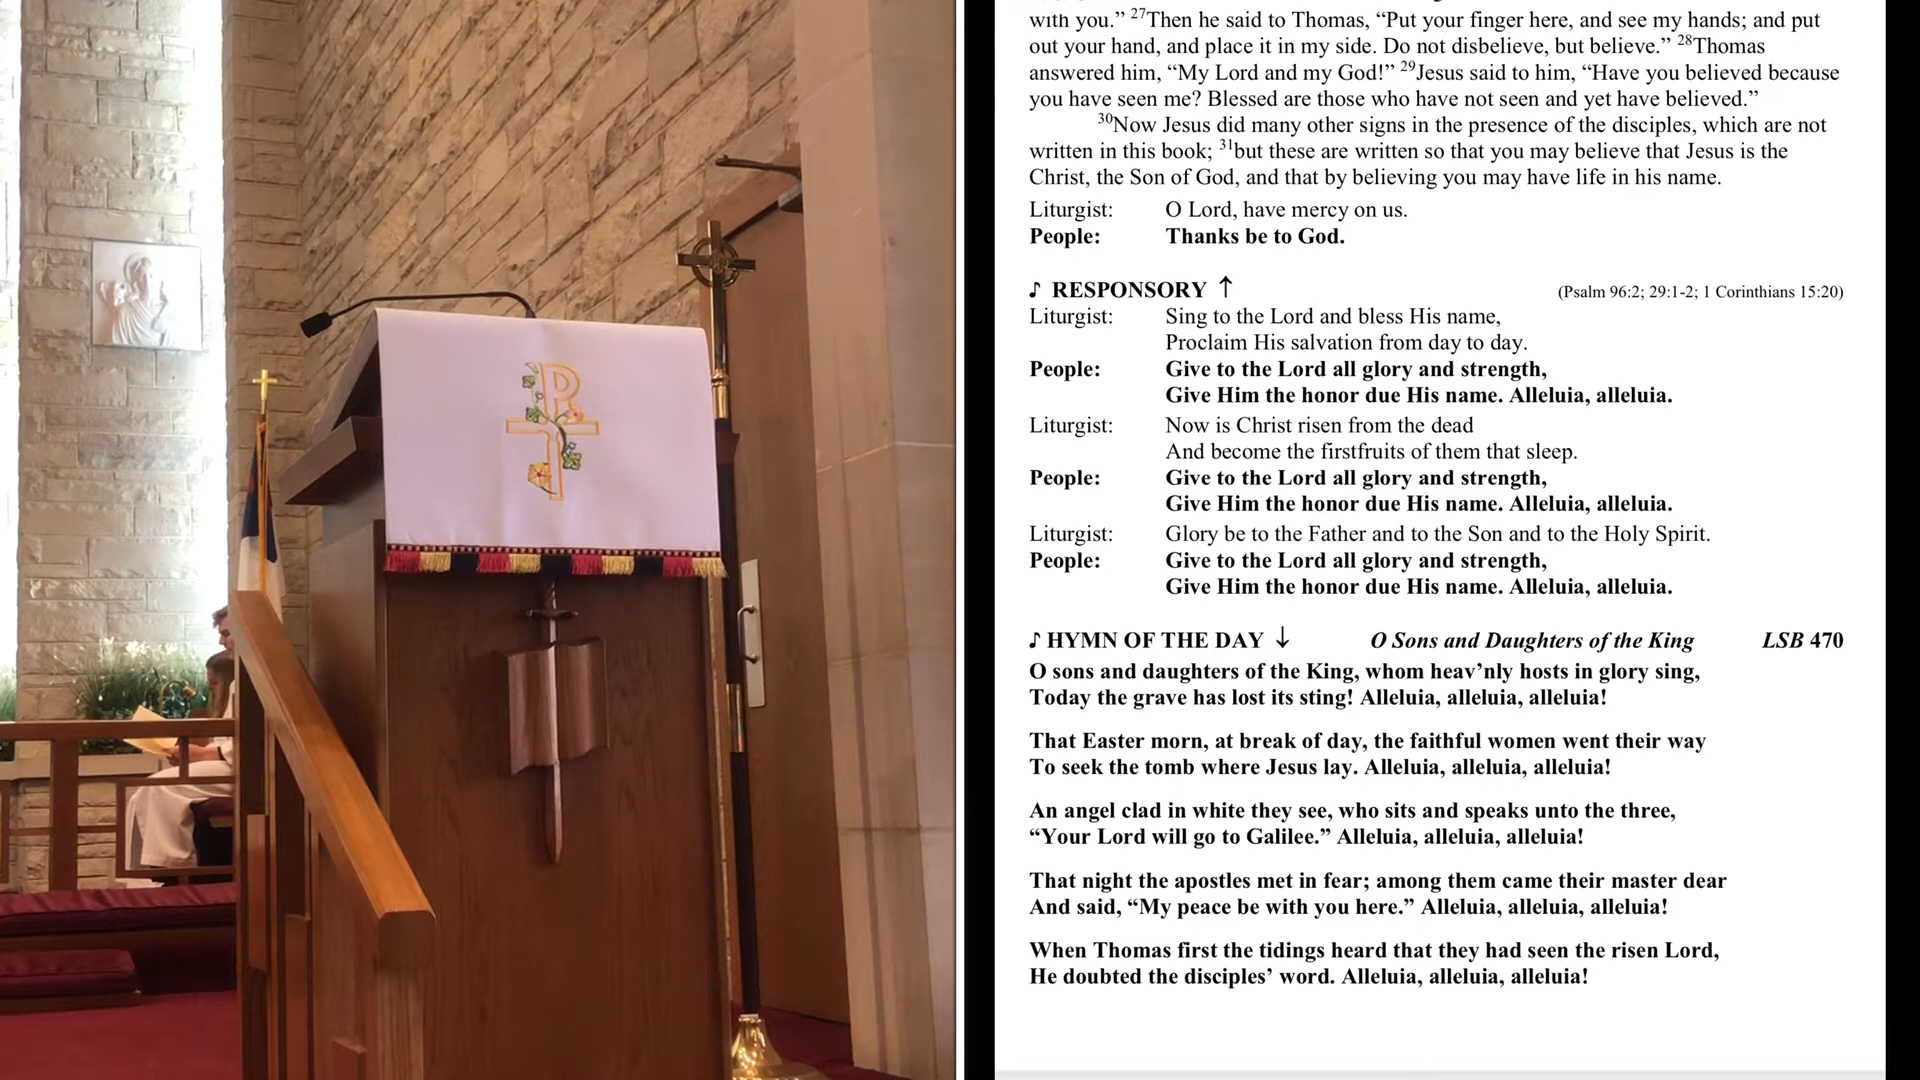 with you.” 27Then he said to Thomas, “Put your finger here, and see my hands; and put
out your hand, and place it in my side. Do not disbelieve, but believe.” 28Thomas
answered him, “My Lord and my God!” 29Jesus said to him, “Have you believed because
you have seen me? Blessed are those who have not seen and yet have believed.”
30Now Jesus did many other signs in the presence of the disciples, which are not
written in this book; 31but these are written so that you may believe that Jesus is the
Christ, the Son of God, and that by believing you may have life in his name.
Liturgist: O Lord, have mercy on us.
People: Thanks be to God.
♪ RESPONSORY ↑ (Psalm 96:2; 29:1-2; 1 Corinthians 15:20)
Liturgist: Sing to the Lord and bless His name,
Proclaim His salvation from day to day.
People: Give to the Lord all glory and strength,
Give Him the honor due His name. Alleluia, alleluia.
Liturgist: Now is Christ risen from the dead
And become the firstfruits of them that sleep.
People: Give to the Lord all glory and strength,
Give Him the honor due His name. Alleluia, alleluia.
Liturgist: Glory be to the Father and to the Son and to the Holy Spirit.
People: Give to the Lord all glory and strength,
Give Him the honor due His name. Alleluia, alleluia.
♪ HYMN OF THE DAY ↓ O Sons and Daughters of the King LSB 470
O sons and daughters of the King, whom heav’nly hosts in glory sing,
Today the grave has lost its sting! Alleluia, alleluia, alleluia!
That Easter morn, at break of day, the faithful women went their way
To seek the tomb where Jesus lay. Alleluia, alleluia, alleluia!
An angel clad in white they see, who sits and speaks unto the three,
“Your Lord will go to Galilee.” Alleluia, alleluia, alleluia!
That night the apostles met in fear; among them came their master dear
And said, “My peace be with you here.” Alleluia, alleluia, alleluia!
When Thomas first the tidings heard that they had seen the risen Lord,
He doubted the disciples’ word. Alleluia, alleluia, alleluia!